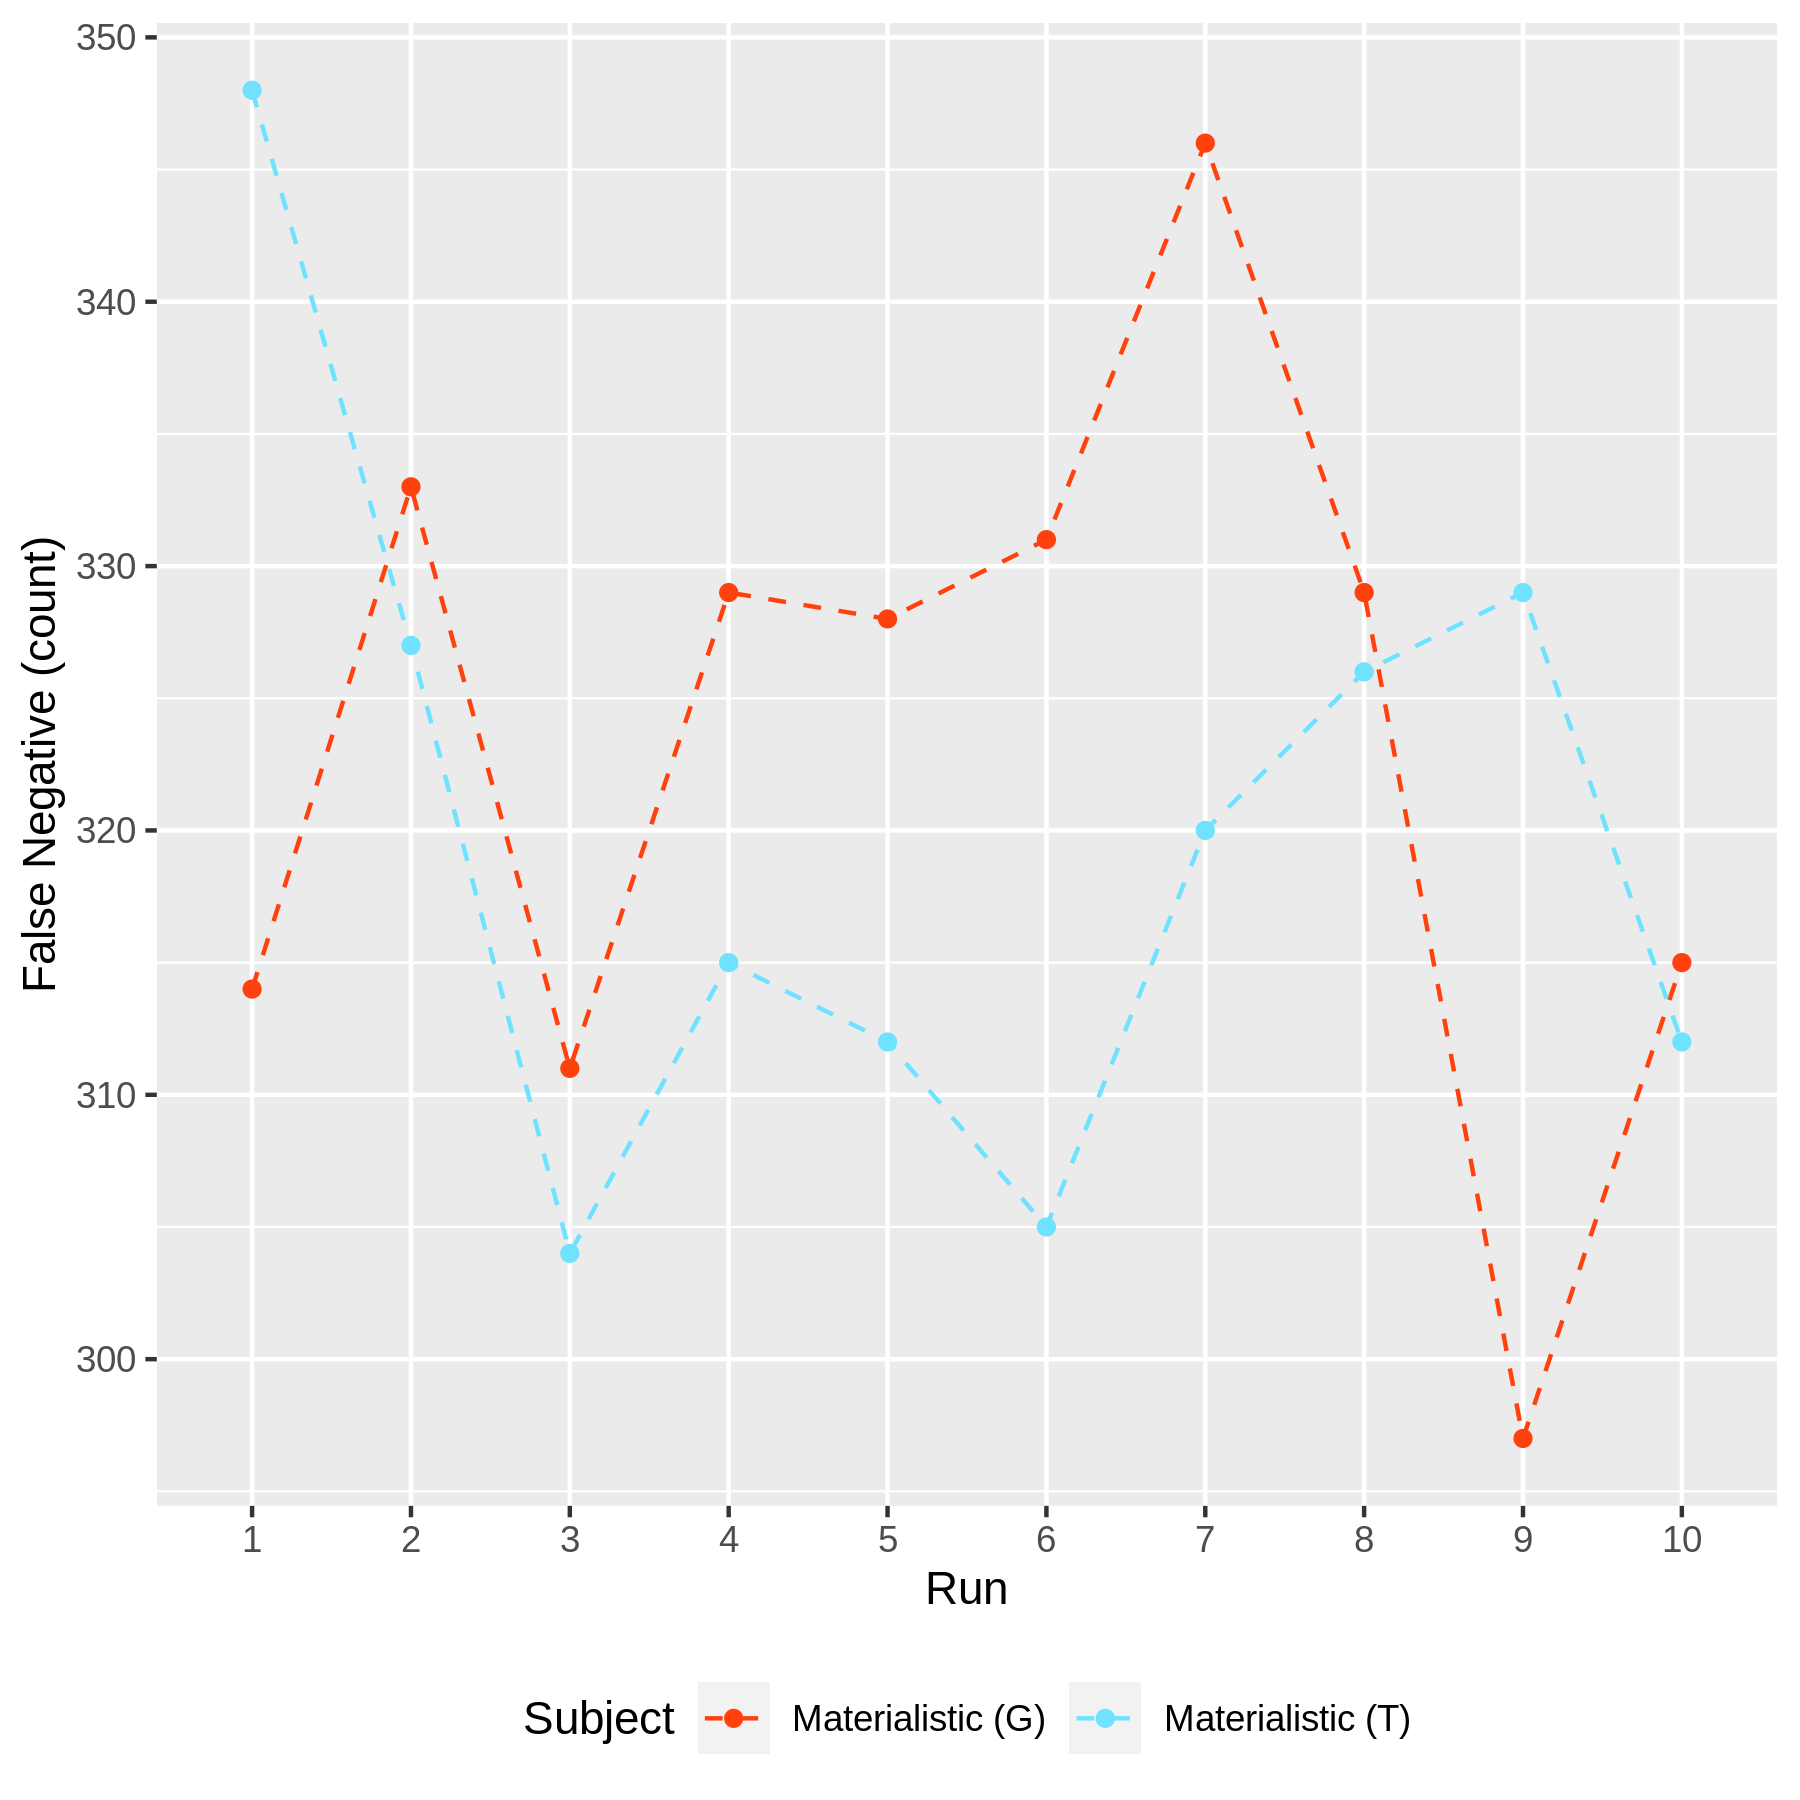 False Negative (count)
350
340
330
320
310
300
1 2 3 4 5 6 7 8 9 10
Run
Subject Materialistic (G) Materialistic (T)